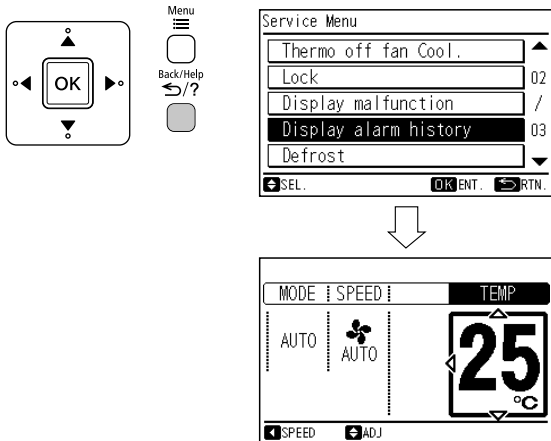 Menu
OK
Back/Help
/?
Service Menu
Thermo off fan Cool.
Lock
02
Display malfunction
/
Display alarm history
03
Defrost
SEL.
OK ENT.
RTN.
MODE SPEED TEMP
AUTO
AUTO
25
°C
SPEED
ADJ